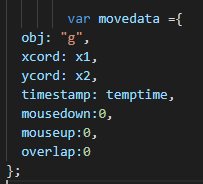 var movedata ={
obj: "g",
xcord: x1,
ycord: x2,
timestamp: temptime,
mousedown:0,
mouseup:0,
overlap:0
};